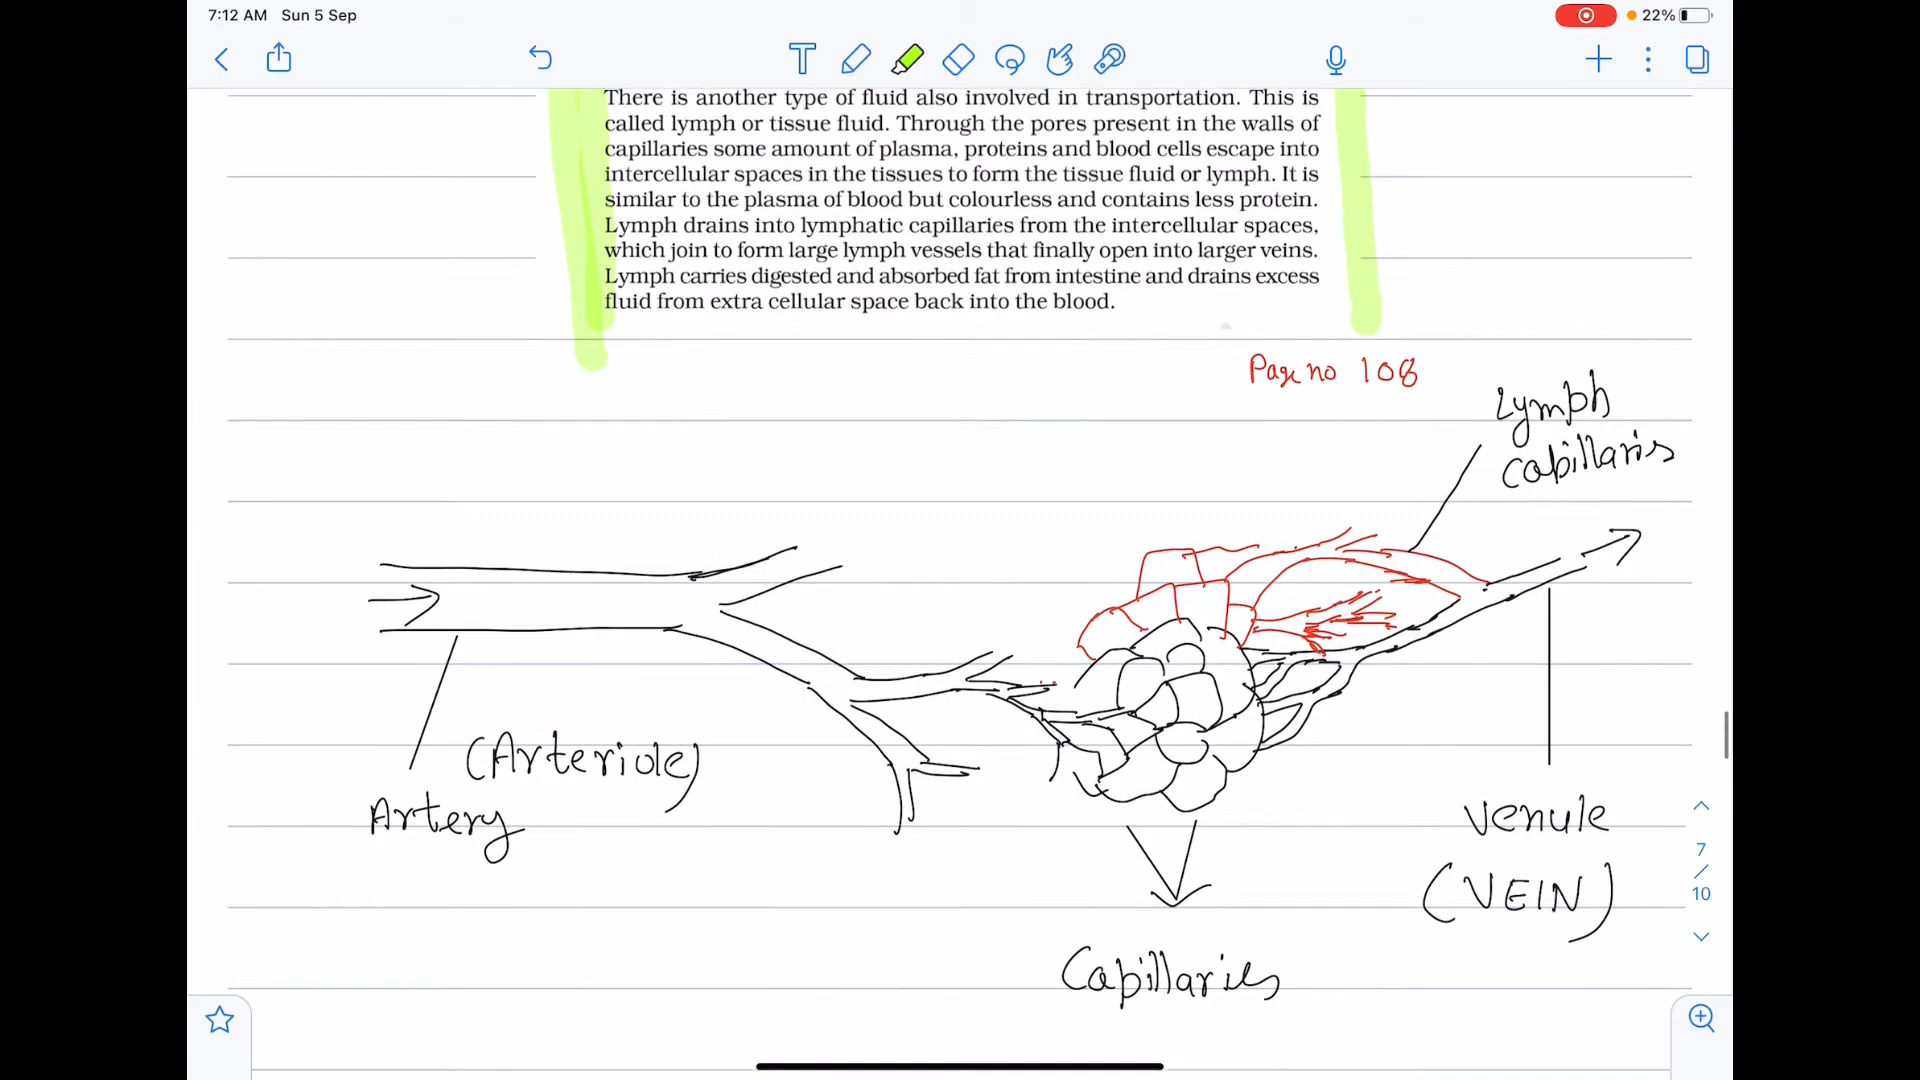 7:12 AM Sun 5 Sep
22%
There is another type of fluid also involved in transportation. This is
called lymph or tissue fluid. Through the pores present in the walls of
capillaries some amount of plasma, proteins and blood cells escape into
intercellular spaces in the tissues to form the tissue fluid or lymph. It is
similar to the plasma of blood but colourless and contains less protein.
Lymph drains into lymphatic capillaries from the intercellular spaces,
which join to form large lymph vessels that finally open into larger veins.
Lymph carries digested and absorbed fat from intestine and drains excess
fluid from extra cellular space back into the blood.
Page no 108
Lymph
capillaries
(Arteriole)
Artery
Venule
(VEIN)
Capillaries
7
/
10